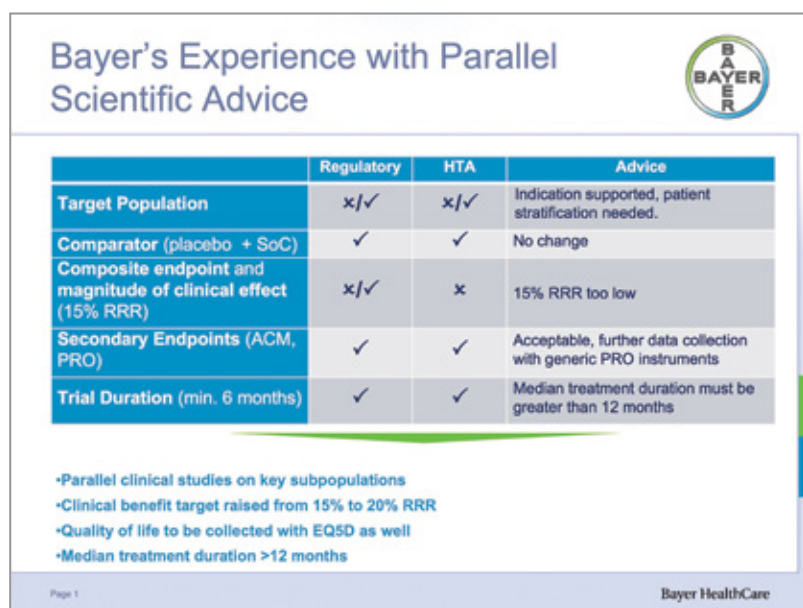 Bayer's Experience with Parallel
Scientific Advice
BAYER
BAYER
Regulatory HTA Advice
Target Population ×/✓ ×/✓ Indication supported, patient
stratification needed.
Comparator (placebo + SoC) ✓ ✓ No change
Composite endpoint and
magnitude of clinical effect
(15% RRR) ×/✓ × 15% RRR too low
Secondary Endpoints (ACM,
PRO) ✓ ✓ Acceptable, further data collection
with generic PRO instruments
Trial Duration (min. 6 months) ✓ ✓ Median treatment duration must be
greater than 12 months
•Parallel clinical studies on key subpopulations
•Clinical benefit target raised from 15% to 20% RRR
•Quality of life to be collected with EQ5D as well
•Median treatment duration >12 months
Page 1
Bayer HealthCare